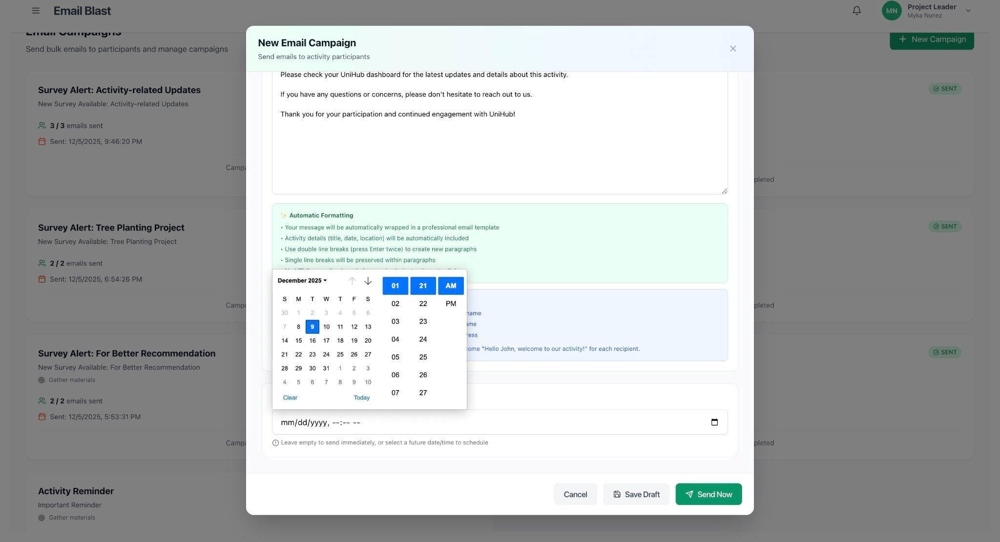 Email Blast
MN
Project Leader
Myka Nunez
Email Campaigns
Send bulk emails to participants and manage campaigns
New Campaign
Survey Alert: Activity-related Updates
New Survey Available: Activity-related Updates
3 / 3 emails sent
Sent: 12/5/2025, 9:46:20 PM
Campa
SENT
pleted
Survey Alert: Tree Planting Project
New Survey Available: Tree Planting Project
2 / 2 emails sent
Sent: 12/5/2025, 6:54:26 PM
Campa
SENT
pleted
Survey Alert: For Better Recommendation
New Survey Available: For Better Recommendation
Gather materials
2 / 2 emails sent
Sent: 12/5/2025, 5:53:31 PM
Campa
SENT
pleted
Activity Reminder
Important Reminder
Gather materials
New Email Campaign
Send emails to activity participants
Please check your UniHub dashboard for the latest updates and details about this activity.
If you have any questions or concerns, please don't hesitate to reach out to us.
Thank you for your participation and continued engagement with UniHub!
✨ Automatic Formatting
• Your message will be automatically wrapped in a professional email template
• Activity details (title, date, location) will be automatically included
• Use double line breaks (press Enter twice) to create new paragraphs
• Single line breaks will be preserved within paragraphs
name
ame
ress
come "Hello John, welcome to our activity!" for each recipient.
December 2025
S M T W T F S
30 1 2 3 4 5 6
7 8 9 10 11 12 13
14 15 16 17 18 19 20
21 22 23 24 25 26 27
28 29 30 31 1 2 3
4 5 6 7 8 9 10
Clear Today
01 21 AM
02 22 PM
03 23
04 24
05 25
06 26
07 27
mm/dd/yyyy, --:-- --
Leave empty to send immediately, or select a future date/time to schedule
Cancel
Save Draft
Send Now